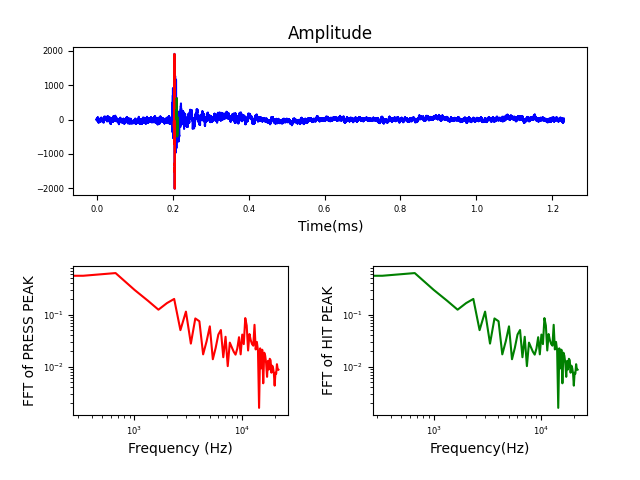 Amplitude
2000
1000
0
−1000
−2000
0.0 0.2 0.4 0.6 0.8 1.0 1.2
Time(ms)
FFT of PRESS PEAK
10⁻¹
10⁻²
10³ 10⁴
Frequency (Hz)
FFT of HIT PEAK
10⁻¹
10⁻²
10³ 10⁴
Frequency(Hz)